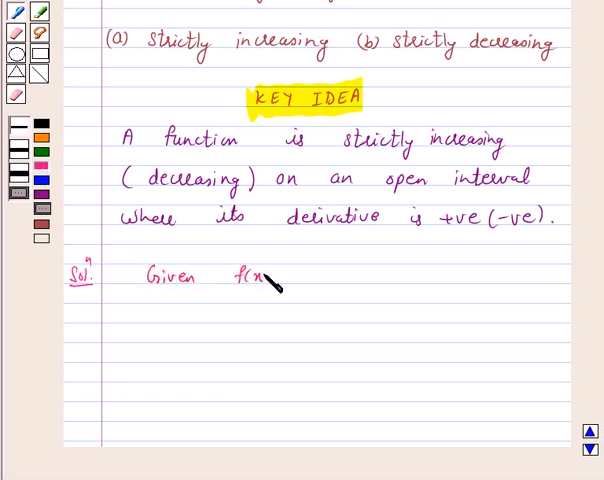 (a) Strictly increasing (b) strictly decreasing
KEY IDEA
A function is strictly increasing
(decreasing) on an open interval
where its derivative is +ve (-ve).
Solⁿ. Given f(x